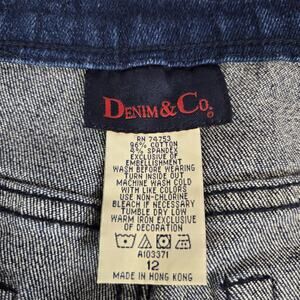 DENIM & CO.®
RN 74753
96% COTTON
4% SPANDEX
EXCLUSIVE OF
EMBELLISHMENT
WASH BEFORE WEARING
TURN INSIDE OUT
MACHINE WASH COLD
WITH LIKE COLORS
USE NON-CHLORINE
BLEACH IF NECESSARY
TUMBLE DRY LOW
WARM IRON EXCLUSIVE
OF DECORATION
A103371
12
MADE IN HONG KONG